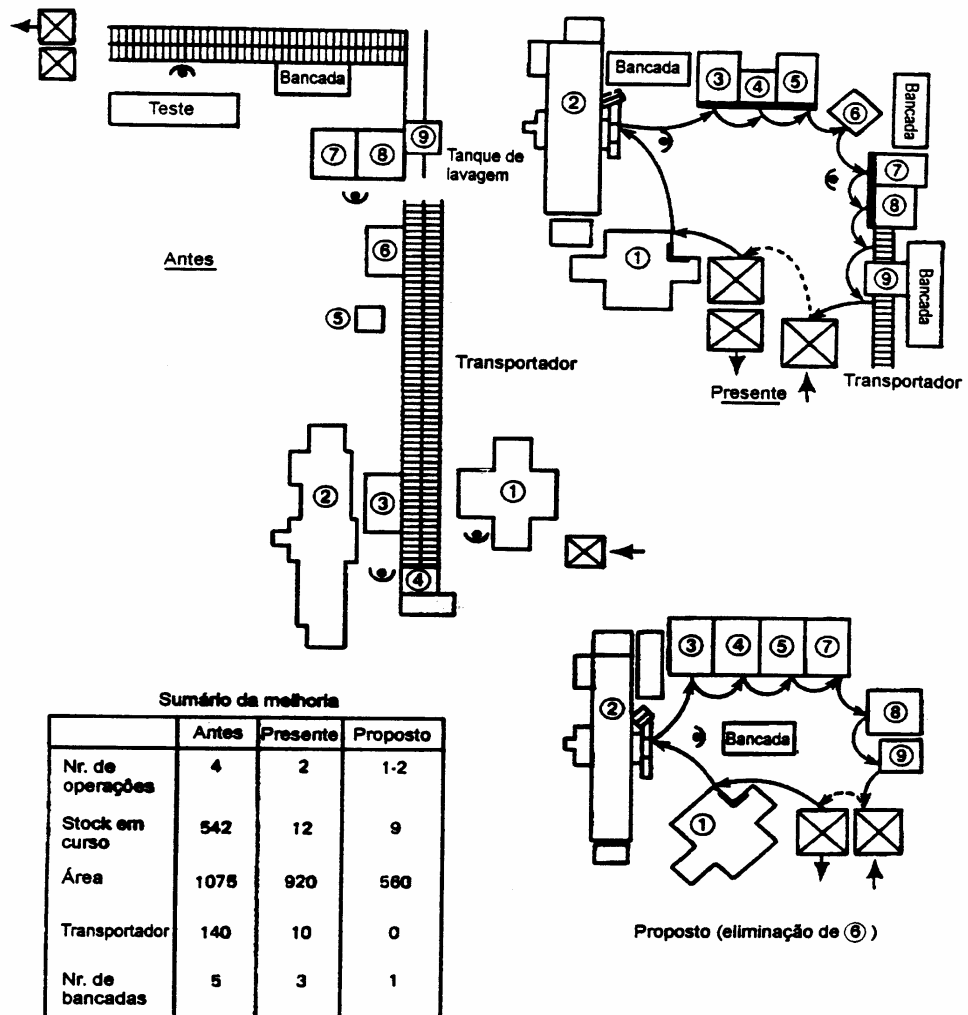 Bancada
Teste
⑦ ⑧ ⑨
Tanque de
lavagem
⑥
Antes
⑤
Transportador
② ③ ①
④
Bancada
③ ④ ⑤
②
⑥
Bancada
⑦
⑧
①
⑨
Bancada
Presente
Transportador
③ ④ ⑤ ⑦
②
⑧
Bancada
⑨
①
Proposto (eliminação de ⑥ )
Sumário da melhoria
Antes Presente Proposto
Nr. de
operações 4 2 1-2
Stock em
curso 542 12 9
Área 1075 920 560
Transportador 140 10 0
Nr. de
bancadas 5 3 1